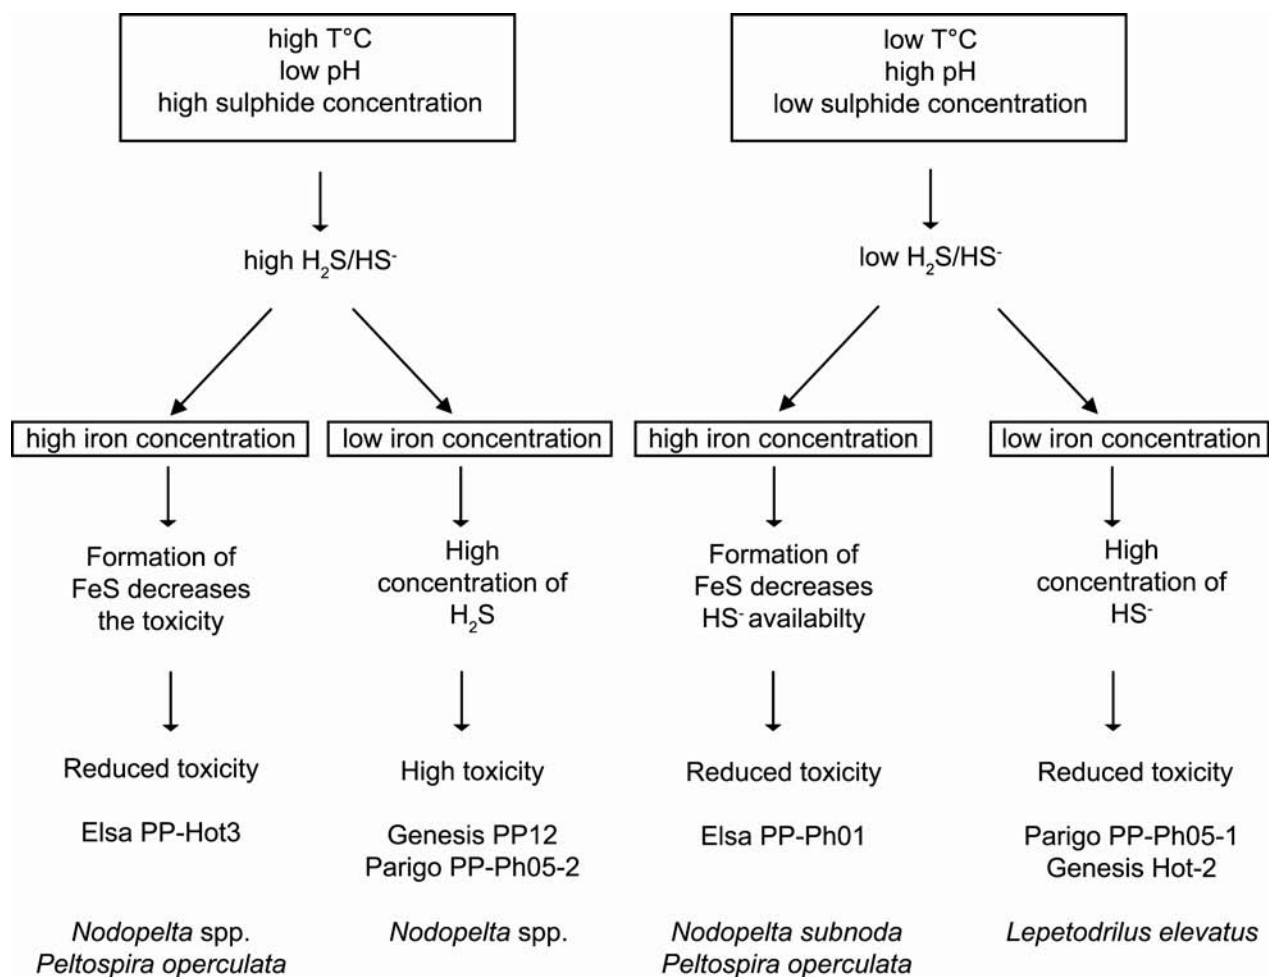 high T°C
low pH
high sulphide concentration
low T°C
high pH
low sulphide concentration
high H₂S/HS⁻
low H₂S/HS⁻
high iron concentration
low iron concentration
high iron concentration
low iron concentration
Formation of
FeS decreases
the toxicity
High
concentration of
H₂S
Formation of
FeS decreases
HS⁻ availabilty
High
concentration of
HS⁻
Reduced toxicity
High toxicity
Reduced toxicity
Reduced toxicity
Elsa PP-Hot3
Genesis PP12
Parigo PP-Ph05-2
Elsa PP-Ph01
Parigo PP-Ph05-1
Genesis Hot-2
Nodopelta spp.
Peltospira operculata
Nodopelta spp.
Nodopelta subnoda
Peltospira operculata
Lepetodrilus elevatus